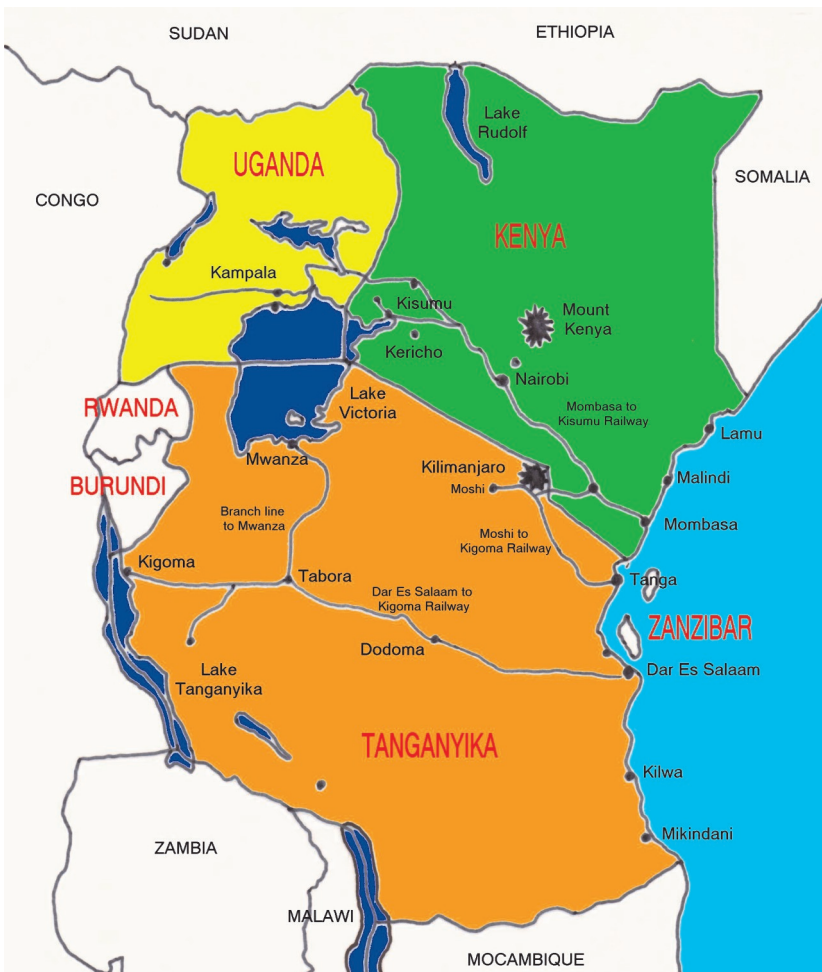 SUDAN
ETHIOPIA
Lake
Rudolf
UGANDA
SOMALIA
CONGO
KENYA
Kampala
Kisumu
Mount
Kenya
Kericho
Nairobi
Lake
Victoria
RWANDA
Mombasa to
Kisumu Railway
Lamu
Mwanza
Kilimanjaro
Malindi
BURUNDI
Moshi
Branch line
to Mwanza
Mombasa
Moshi to
Kigoma Railway
Kigoma
Tabora
Tanga
Dar Es Salaam to
Kigoma Railway
ZANZIBAR
Dodoma
Lake
Tanganyika
Dar Es Salaam
TANGANYIKA
Kilwa
Mikindani
ZAMBIA
MALAWI
MOCAMBIQUE